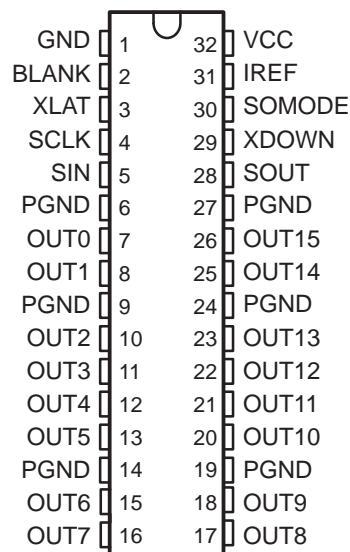 GND 1 32 VCC
BLANK 2 31 IREF
XLAT 3 30 SOMODE
SCLK 4 29 XDOWN
SIN 5 28 SOUT
PGND 6 27 PGND
OUT0 7 26 OUT15
OUT1 8 25 OUT14
PGND 9 24 PGND
OUT2 10 23 OUT13
OUT3 11 22 OUT12
OUT4 12 21 OUT11
OUT5 13 20 OUT10
PGND 14 19 PGND
OUT6 15 18 OUT9
OUT7 16 17 OUT8